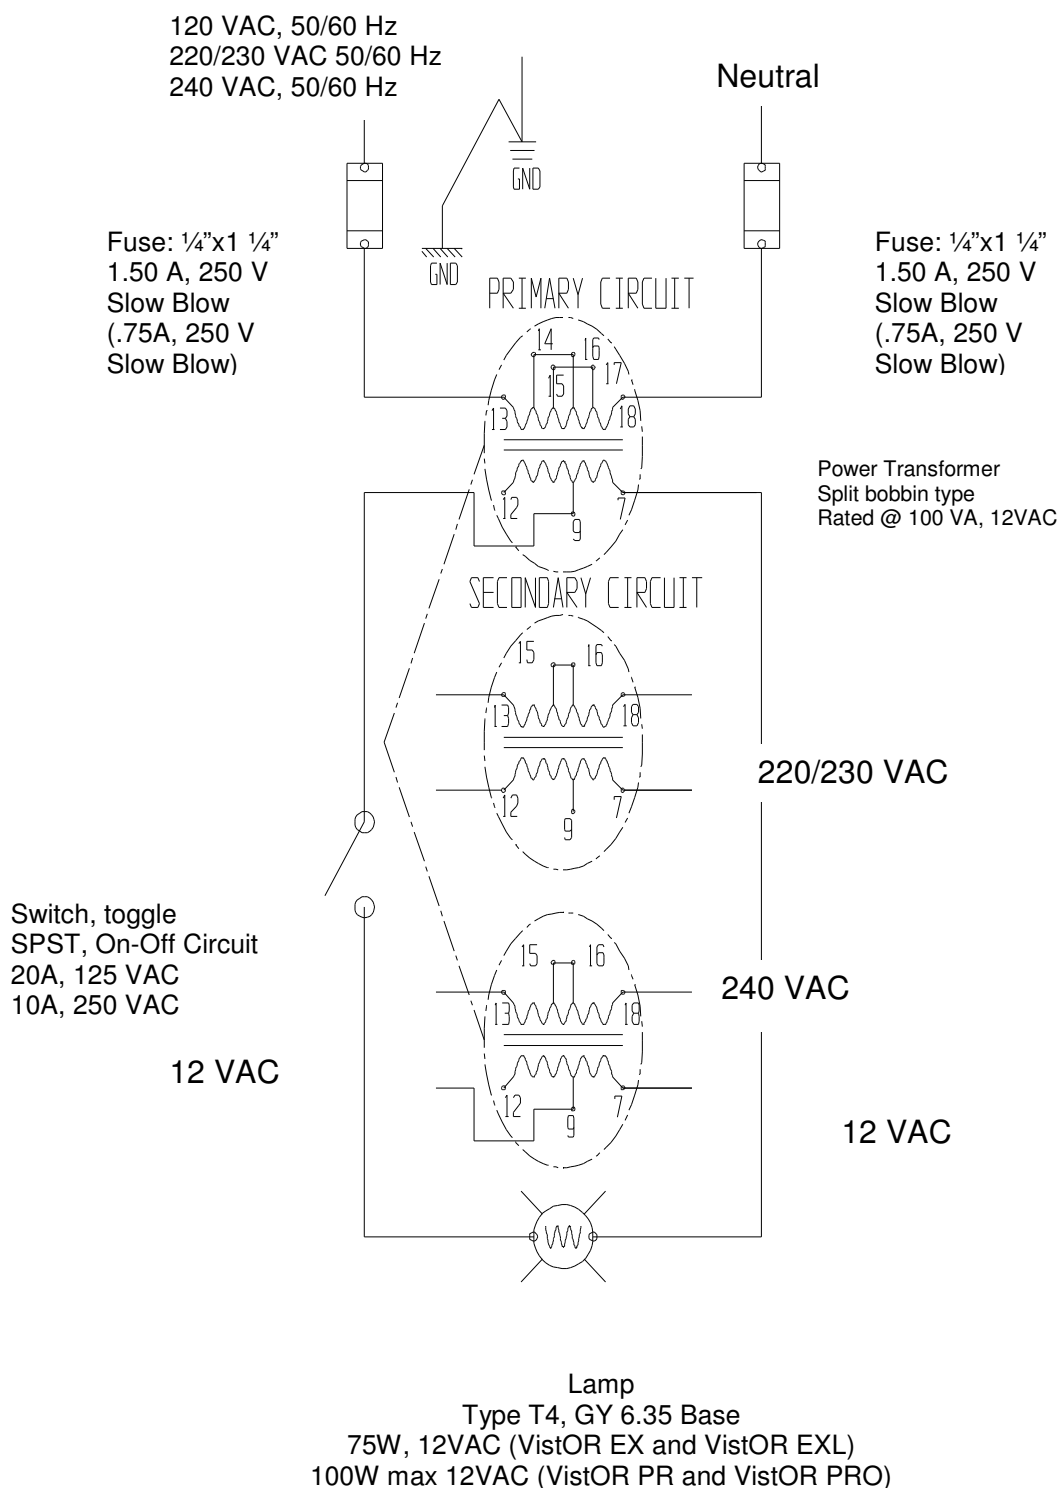 120 VAC, 50/60 Hz
220/230 VAC 50/60 Hz
240 VAC, 50/60 Hz
Neutral
GND
GND
Fuse: ¼”x1 ¼”
1.50 A, 250 V
Slow Blow
(.75A, 250 V
Slow Blow)
Fuse: ¼”x1 ¼”
1.50 A, 250 V
Slow Blow
(.75A, 250 V
Slow Blow)
PRIMARY CIRCUIT
14 16
15 17
13 18
12 9 7
Power Transformer
Split bobbin type
Rated @ 100 VA, 12VAC
SECONDARY CIRCUIT
15 16
13 18
12 9 7
220/230 VAC
Switch, toggle
SPST, On-Off Circuit
20A, 125 VAC
10A, 250 VAC
15 16
13 18
12 9 7
240 VAC
12 VAC
12 VAC
Lamp
Type T4, GY 6.35 Base
75W, 12VAC (VistOR EX and VistOR EXL)
100W max 12VAC (VistOR PR and VistOR PRO)